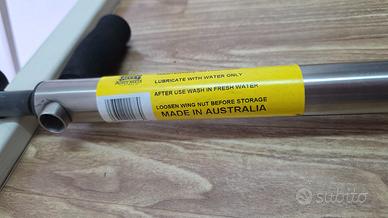 LUBRICATE WITH WATER ONLY
AFTER USE WASH IN FRESH WATER
LOOSEN WING NUT BEFORE STORAGE
MADE IN AUSTRALIA
subito